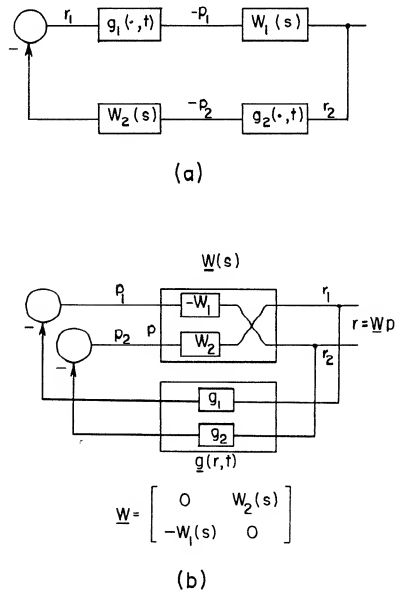 r₁ g₁(·,t) -p₁ W₁(s)
-
W₂(s) -p₂ g₂(·,t) r₂
(a)
W(s)
p₁ -W₁ r₁
- p₂ p W₂ r = Wp
- r₂
g₁
g₂
g(r,t)
W = [ 0 W₂(s)
-W₁(s) 0 ]
(b)